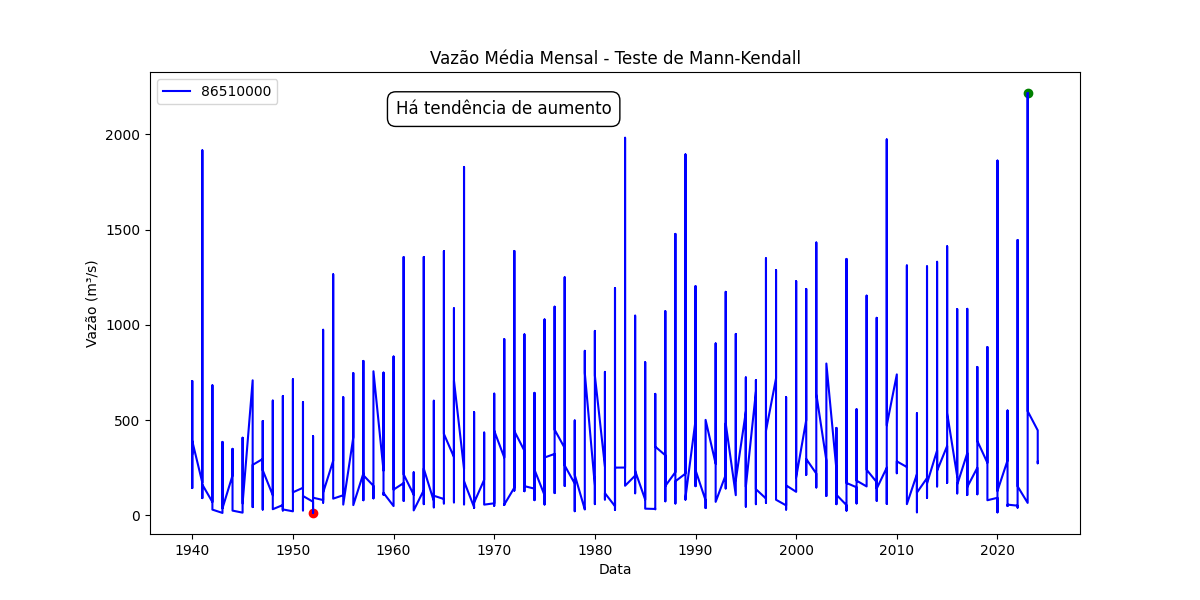 Vazão Média Mensal - Teste de Mann-Kendall
86510000
Há tendência de aumento
Vazão (m³/s)
2000
1500
1000
500
0
1940 1950 1960 1970 1980 1990 2000 2010 2020
Data